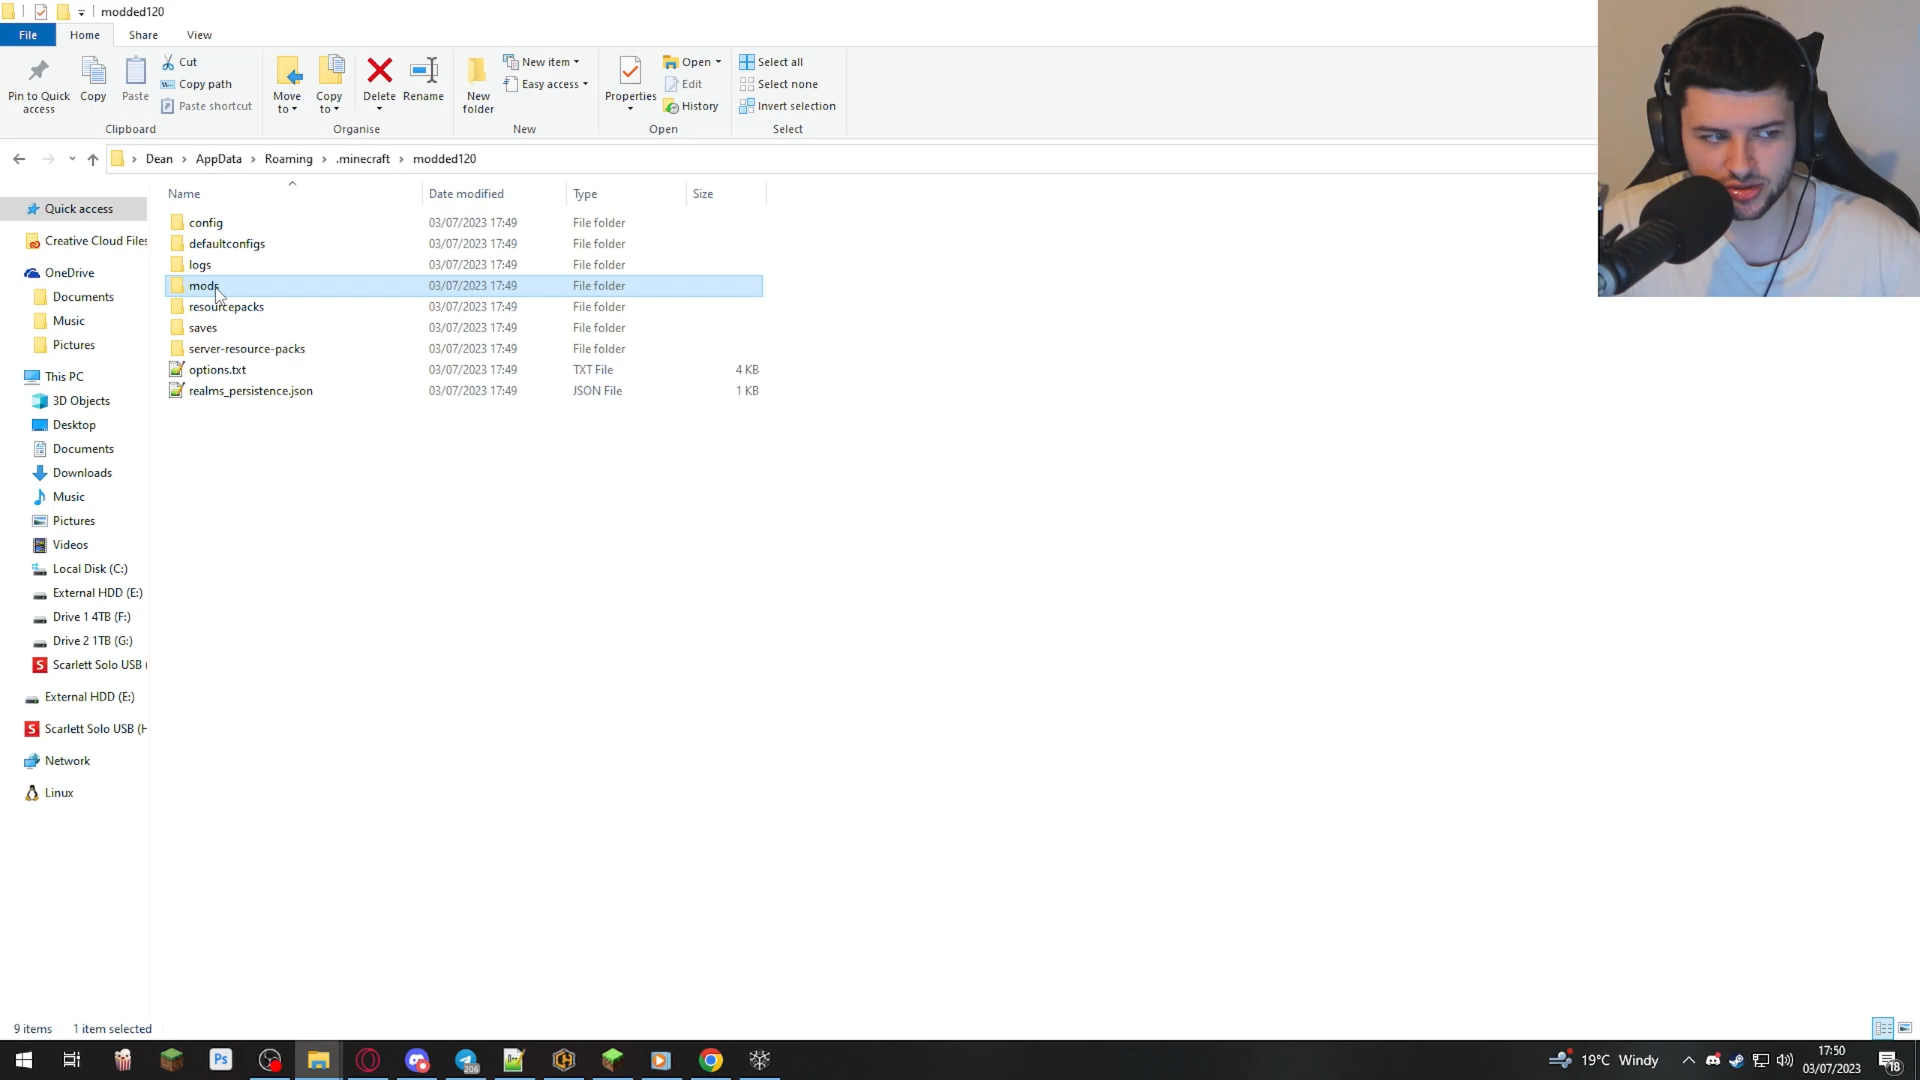 modded120
File Home Share View
Pin to Quick access
Copy
Paste
Cut
Copy path
Paste shortcut
Clipboard
Move to
Copy to
Delete
Rename
Organise
New folder
New item
Easy access
New
Properties
Open
Edit
History
Open
Select all
Select none
Invert selection
Select
Dean > AppData > Roaming > .minecraft > modded120
Name Date modified Type Size
config 03/07/2023 17:49 File folder
defaultconfigs 03/07/2023 17:49 File folder
logs 03/07/2023 17:49 File folder
mods 03/07/2023 17:49 File folder
resourcepacks 03/07/2023 17:49 File folder
saves 03/07/2023 17:49 File folder
server-resource-packs 03/07/2023 17:49 File folder
options.txt 03/07/2023 17:49 TXT File 4 KB
realms_persistence.json 03/07/2023 17:49 JSON File 1 KB
Quick access
Creative Cloud Files
OneDrive
Documents
Music
Pictures
This PC
3D Objects
Desktop
Documents
Downloads
Music
Pictures
Videos
Local Disk (C:)
External HDD (E:)
Drive 1 4TB (F:)
Drive 2 1TB (G:)
S Scarlett Solo USB (
External HDD (E:)
S Scarlett Solo USB (H
Network
Linux
9 items 1 item selected
Ps
206
19°C Windy
17:50
03/07/2023
18